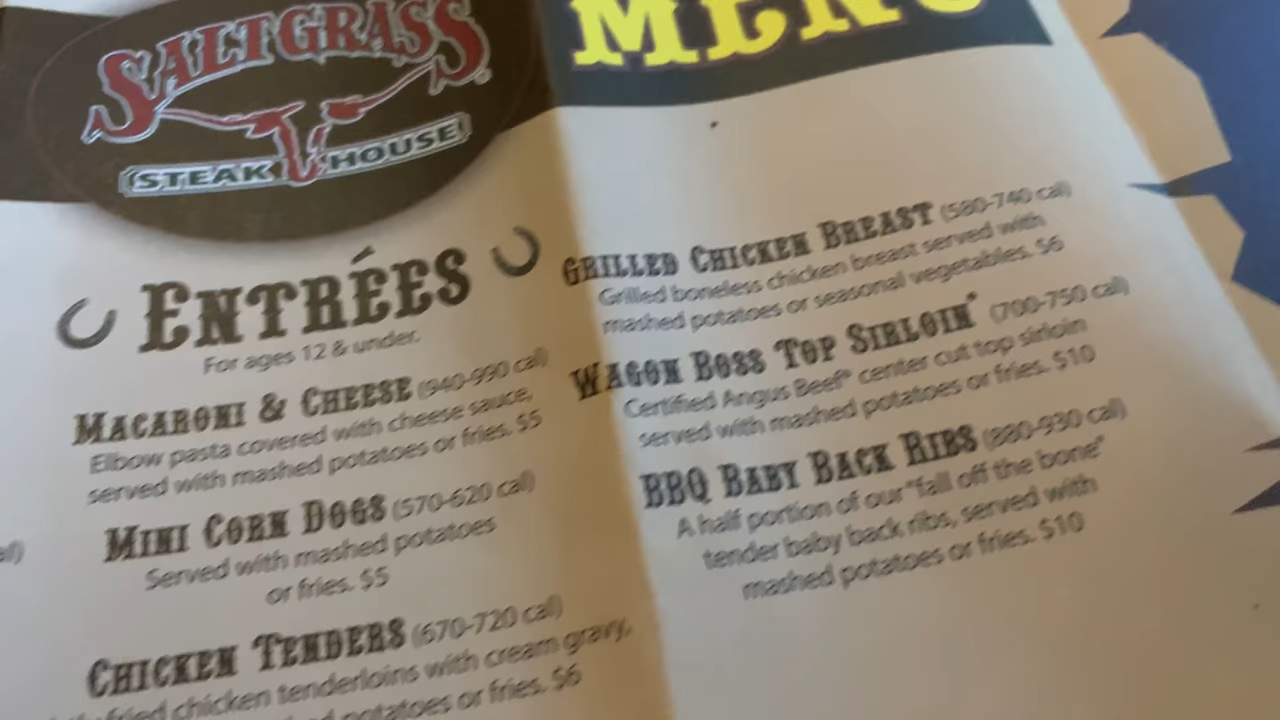 SALTGRASS
STEAK HOUSE
MENU
ENTRÉES
For ages 12 & under.
MACARONI & CHEESE (940-990 cal)
Elbow pasta covered with cheese sauce,
served with mashed potatoes or fries. $5
MINI CORN DOGS (570-620 cal)
Served with mashed potatoes
or fries. $5
CHICKEN TENDERS (670-720 cal)
fried chicken tenderloins with cream gravy,
potatoes or fries. $6
GRILLED CHICKEN BREAST (580-740 cal)
Grilled boneless chicken breast served with
mashed potatoes or seasonal vegetables. $6
WAGON BOSS TOP SIRLOIN* (700-750 cal)
Certified Angus Beef® center cut top sirloin
served with mashed potatoes or fries. $10
BBQ BABY BACK RIBS (880-930 cal)
A half portion of our "fall off the bone"
tender baby back ribs, served with
mashed potatoes or fries. $10